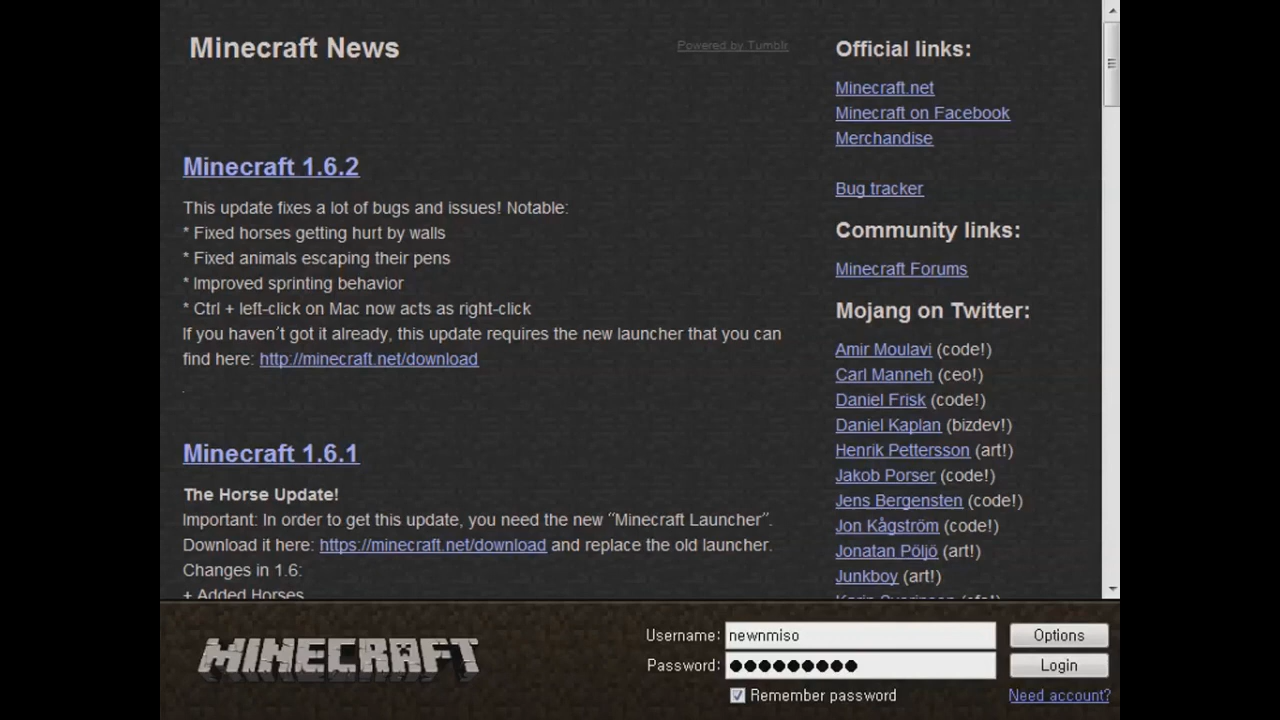 Minecraft News
Powered by Tumblr
Minecraft 1.6.2
This update fixes a lot of bugs and issues! Notable:
* Fixed horses getting hurt by walls
* Fixed animals escaping their pens
* Improved sprinting behavior
* Ctrl + left-click on Mac now acts as right-click
If you haven't got it already, this update requires the new launcher that you can
find here: http://minecraft.net/download
Minecraft 1.6.1
The Horse Update!
Important: In order to get this update, you need the new “Minecraft Launcher”.
Download it here: https://minecraft.net/download and replace the old launcher.
Changes in 1.6:
+ Added Horses
Official links:
Minecraft.net
Minecraft on Facebook
Merchandise
Bug tracker
Community links:
Minecraft Forums
Mojang on Twitter:
Amir Moulavi (code!)
Carl Manneh (ceo!)
Daniel Frisk (code!)
Daniel Kaplan (bizdev!)
Henrik Pettersson (art!)
Jakob Porser (code!)
Jens Bergensten (code!)
Jon Kågström (code!)
Jonatan Pöljö (art!)
Junkboy (art!)
MINECRAFT
Username: newnmiso
Options
Password: ●●●●●●●●●
Login
Remember password
Need account?